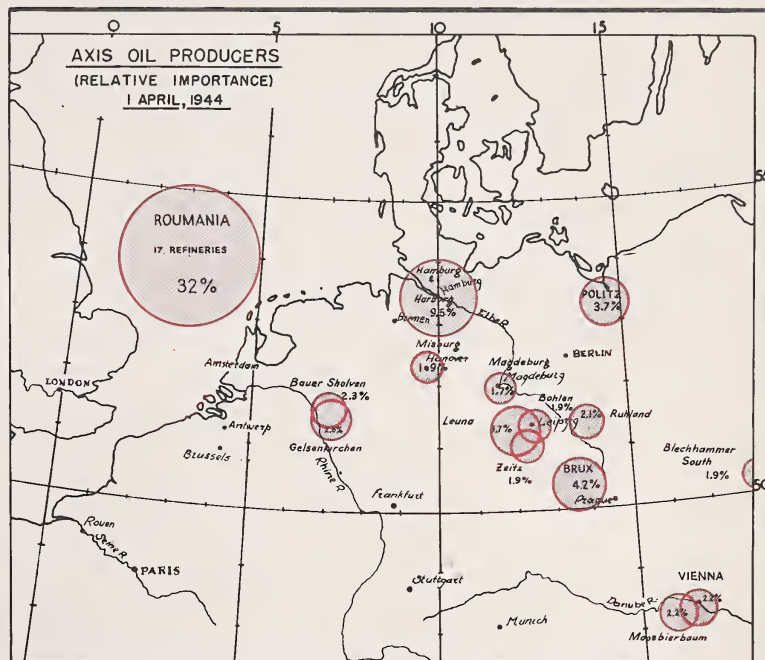 0 5 10 15
AXIS OIL PRODUCERS
(RELATIVE IMPORTANCE)
1 APRIL, 1944
55
ROUMANIA
17 REFINERIES
32%
Hamburg
&
Hamburg
Harburg
9.5%
Bremen
Elbe R
POLITZ
3.7%
Misburg
Hanover
1.9%
BERLIN
Magdeburg
Magdeburg
1.7%
Amsterdam
LONDON
Bauer Sholven
2.3%
Bohlen
1.9%
Leipzig
2.1%
Ruhland
Leuna
Antwerp
Gelsenkirchen
Brussels
Rhine R
Zeitz
1.9%
BRUX
4.2%
Prague
Blechhammer
South
1.9%
50
Frankfurt
Rouen
Seine R
PARIS
Stuttgart
VIENNA
Danube R.
2.2%
2.2%
Moosbierbaum
Munich